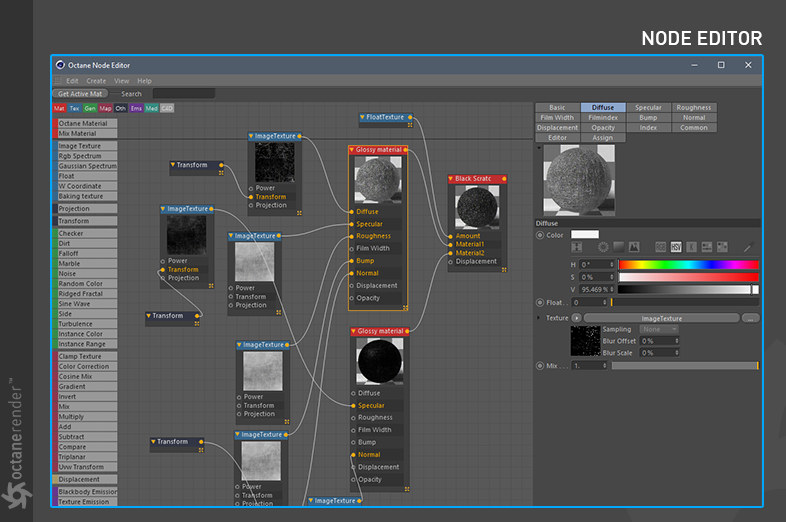 NODE EDITOR
Octane Node Editor
Edit Create View Help
Get Active Mat Search
Mat Tex Gen Map Oth Ems Med C4D
Octane Material
Mix Material
Image Texture
Rgb Spectrum
Gaussian Spectrum
Float
W Coordinate
Baking texture
Projection
Transform
Checker
Dirt
Falloff
Marble
Noise
Random Color
Ridged Fractal
Sine Wave
Side
Turbulence
Instance Color
Instance Range
Clamp Texture
Color Correction
Cosine Mix
Gradient
Invert
Mix
Multiply
Add
Subtract
Compare
Triplanar
Uvw Transform
Displacement
Blackbody Emission
Texture Emission
ImageTexture
Power
Transform
Projection
Transform
ImageTexture
Power
Transform
Projection
Transform
ImageTexture
Power
Transform
Projection
ImageTexture
Power
Transform
Projection
Transform
ImageTexture
Power
Transform
Projection
FloatTexture
Glossy material
Diffuse
Specular
Roughness
Film Width
Bump
Normal
Displacement
Opacity
Glossy material
Diffuse
Specular
Roughness
Film Width
Bump
Normal
Displacement
Opacity
ImageTexture
Black Scratc
Amount
Material1
Material2
Displacement
Basic Diffuse Specular Roughness
Film Width Filmindex Bump Normal
Displacement Opacity Index Common
Editor Assign
Diffuse
Color
HSV
H 0°
S 0 %
V 95.469 %
Float . . 0
Texture ImageTexture ...
Sampling None
Blur Offset 0 %
Blur Scale 0 %
Mix . . . 1.
octanerender™